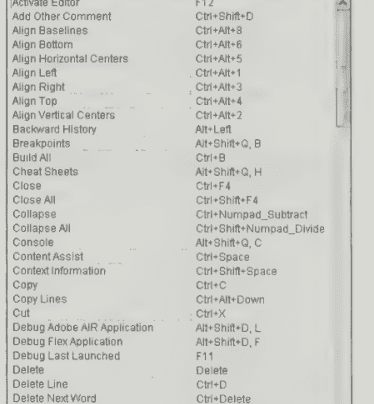 Activate Editor F12
Add Other Comment Ctrl+Shift+D
Align Baselines Ctrl+Alt+8
Align Bottom Ctrl+Alt+6
Align Horizontal Centers Ctrl+Alt+5
Align Left Ctrl+Alt+1
Align Right Ctrl+Alt+3
Align Top Ctrl+Alt+4
Align Vertical Centers Ctrl+Alt+2
Backward History Alt+Left
Breakpoints Alt+Shift+Q, B
Build All Ctrl+B
Cheat Sheets Alt+Shift+Q, H
Close Ctrl+F4
Close All Ctrl+Shift+F4
Collapse Ctrl+Numpad_Subtract
Collapse All Ctrl+Shift+Numpad_Divide
Console Alt+Shift+Q, C
Content Assist Ctrl+Space
Context Information Ctrl+Shift+Space
Copy Ctrl+C
Copy Lines Ctrl+Alt+Down
Cut Ctrl+X
Debug Adobe AIR Application Alt+Shift+D, L
Debug Flex Application Alt+Shift+D, F
Debug Last Launched F11
Delete Delete
Delete Line Ctrl+D
Delete Next Word Ctrl+Delete